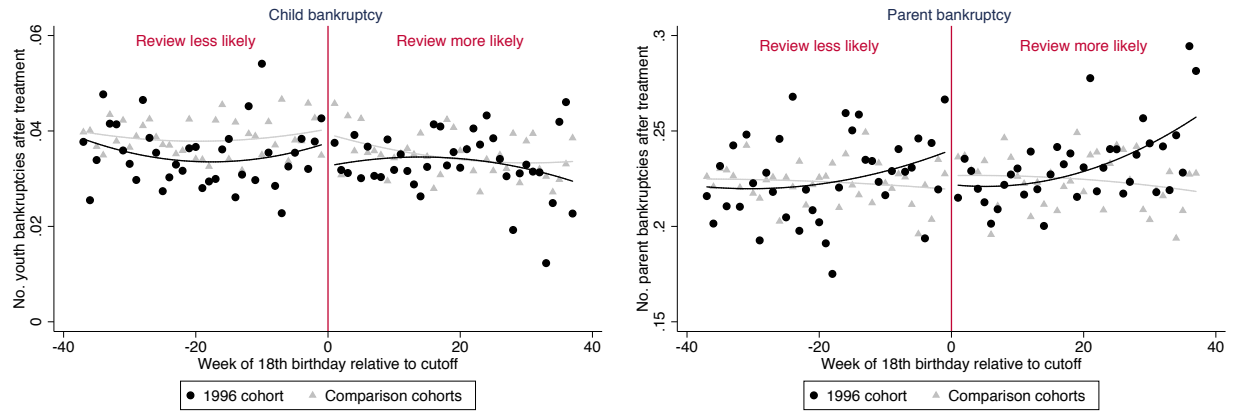 Child bankruptcy
Review less likely
Review more likely
No. youth bankruptcies after treatment
.06
.04
.02
0
-40
-20
0
20
40
Week of 18th birthday relative to cutoff
1996 cohort
Comparison cohorts
Parent bankruptcy
Review less likely
Review more likely
No. parent bankruptcies after treatment
.3
.25
.2
.15
-40
-20
0
20
40
Week of 18th birthday relative to cutoff
1996 cohort
Comparison cohorts